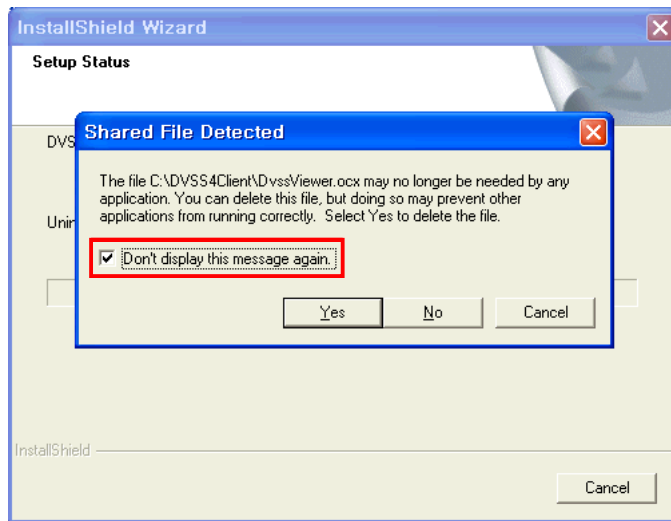 InstallShield Wizard
Setup Status
Shared File Detected
DVS
The file C:\DVSS4Client\DvssViewer.ocx may no longer be needed by any
application. You can delete this file, but doing so may prevent other
applications from running correctly.  Select Yes to delete the file.
Unin
Don't display this message again.
Yes No Cancel
InstallShield
Cancel